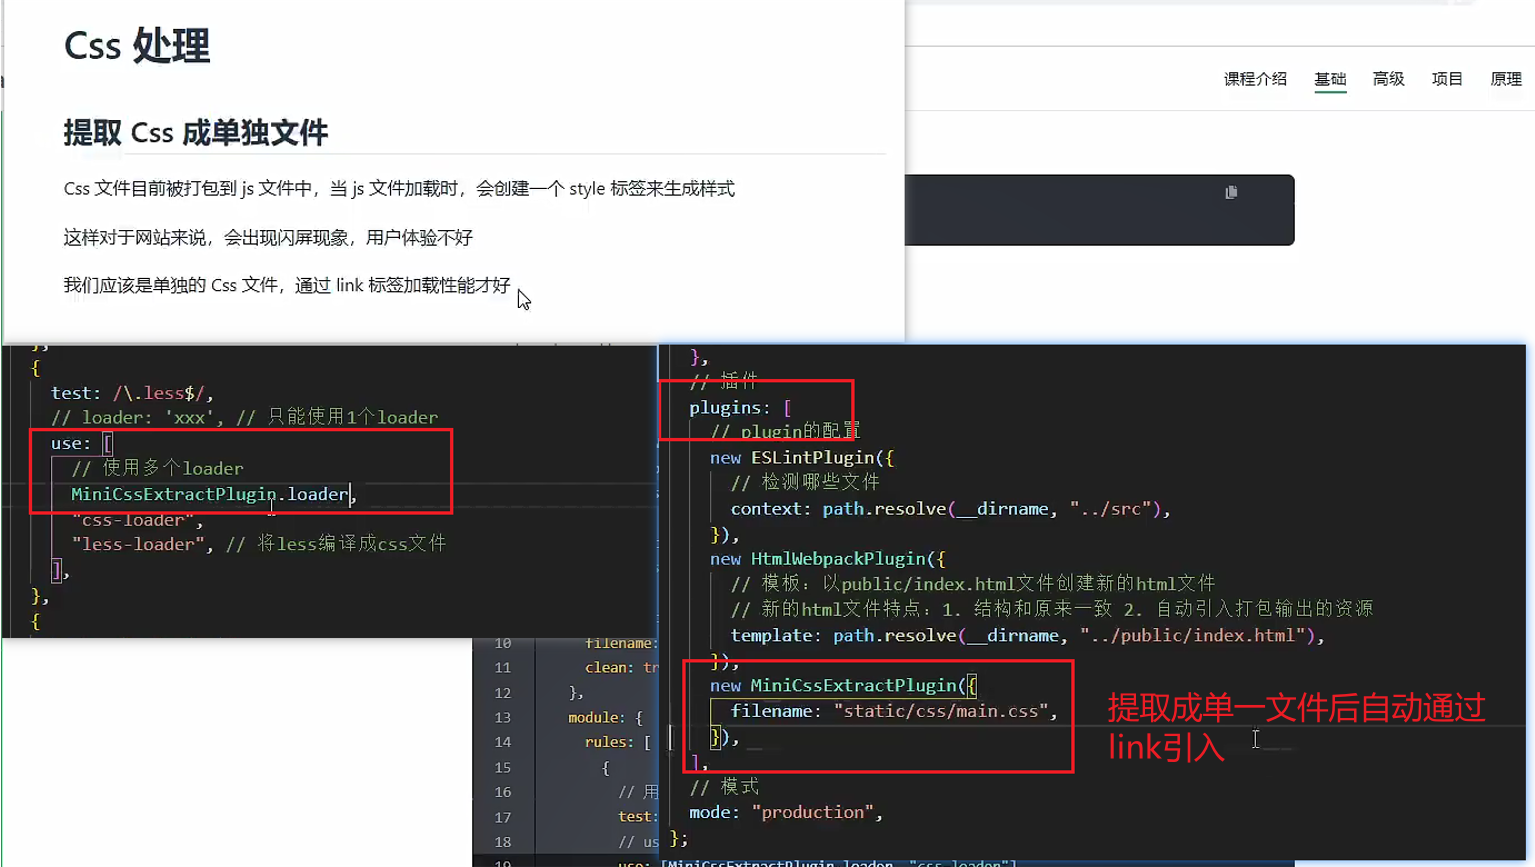 Css 处理
课程介绍
基础
高级
项目
原理
提取 Css 成单独文件
Css 文件目前被打包到 js 文件中，当 js 文件加载时，会创建一个 style 标签来生成样式
这样对于网站来说，会出现闪屏现象，用户体验不好
我们应该是单独的 Css 文件，通过 link 标签加载性能才好
{
test: /\.less$/,
// loader: 'xxx', // 只能使用1个loader
use: [
// 使用多个loader
MiniCssExtractPlugin.loader,
"css-loader",
"less-loader", // 将less编译成css文件
],
},
{
},
// 插件
plugins: [
// plugin的配置
new ESLintPlugin({
// 检测哪些文件
context: path.resolve(__dirname, "../src"),
}),
new HtmlWebpackPlugin({
// 模板：以public/index.html文件创建新的html文件
// 新的html文件特点：1. 结构和原来一致 2. 自动引入打包输出的资源
template: path.resolve(__dirname, "../public/index.html"),
}),
new MiniCssExtractPlugin({
filename: "static/css/main.css",
}),
],
// 模式
mode: "production",
};
提取成单一文件后自动通过
link引入
10 filename:
11 clean: tr
12 },
13 module: {
14 rules: [
15 {
16 // 用
17 test:
18 // us
19 use: [MiniCssExtractPlugin.loader, "css-loader"]